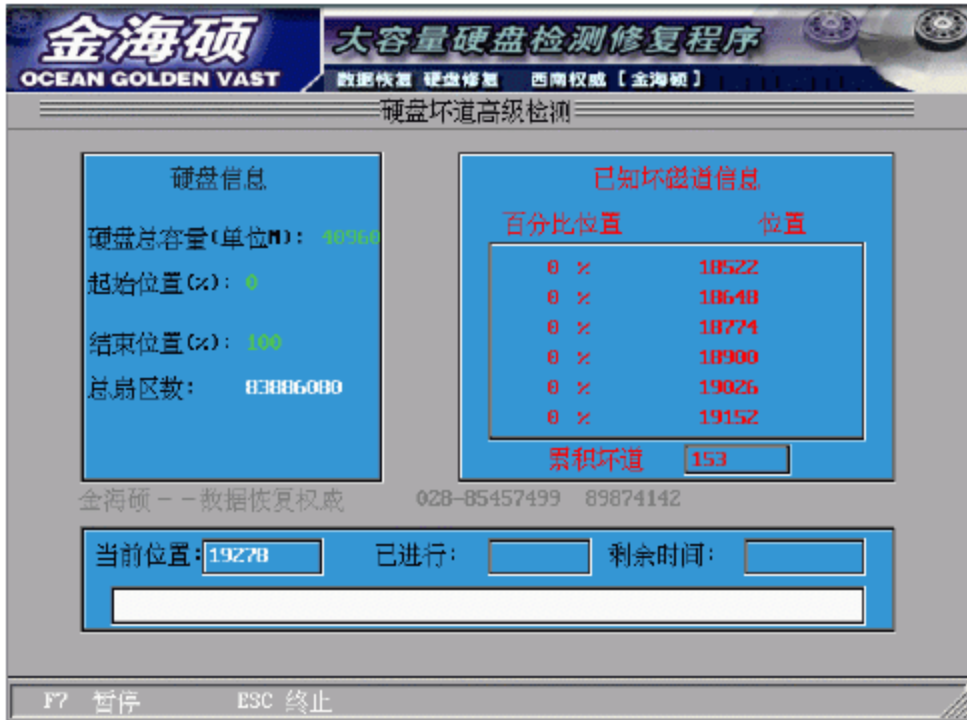 金海硕
OCEAN GOLDEN VAST
大容量硬盘检测修复程序
数据恢复 硬盘修复 西南权威【金海硕】
硬盘坏道高级检测
硬盘信息
硬盘总容量(单位M): 40960
起始位置(%): 0
结束位置(%): 100
总扇区数: 83886080
已知坏磁道信息
百分比位置 位置
0 % 18522
0 % 18648
0 % 18774
0 % 18900
0 % 19026
0 % 19152
累积坏道 153
金海硕－－数据恢复权威 028-85457499 89874142
当前位置: 19278 已进行: 剩余时间:
F7 暂停 ESC 终止